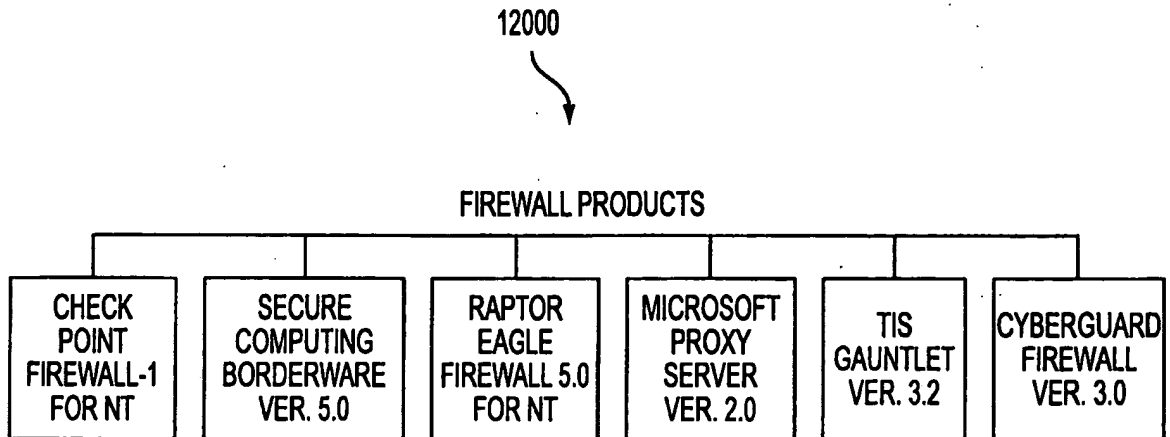 12000
FIREWALL PRODUCTS
CHECK
POINT
FIREWALL-1
FOR NT
SECURE
COMPUTING
BORDERWARE
VER. 5.0
RAPTOR
EAGLE
FIREWALL 5.0
FOR NT
MICROSOFT
PROXY
SERVER
VER. 2.0
TIS
GAUNTLET
VER. 3.2
CYBERGUARD
FIREWALL
VER. 3.0